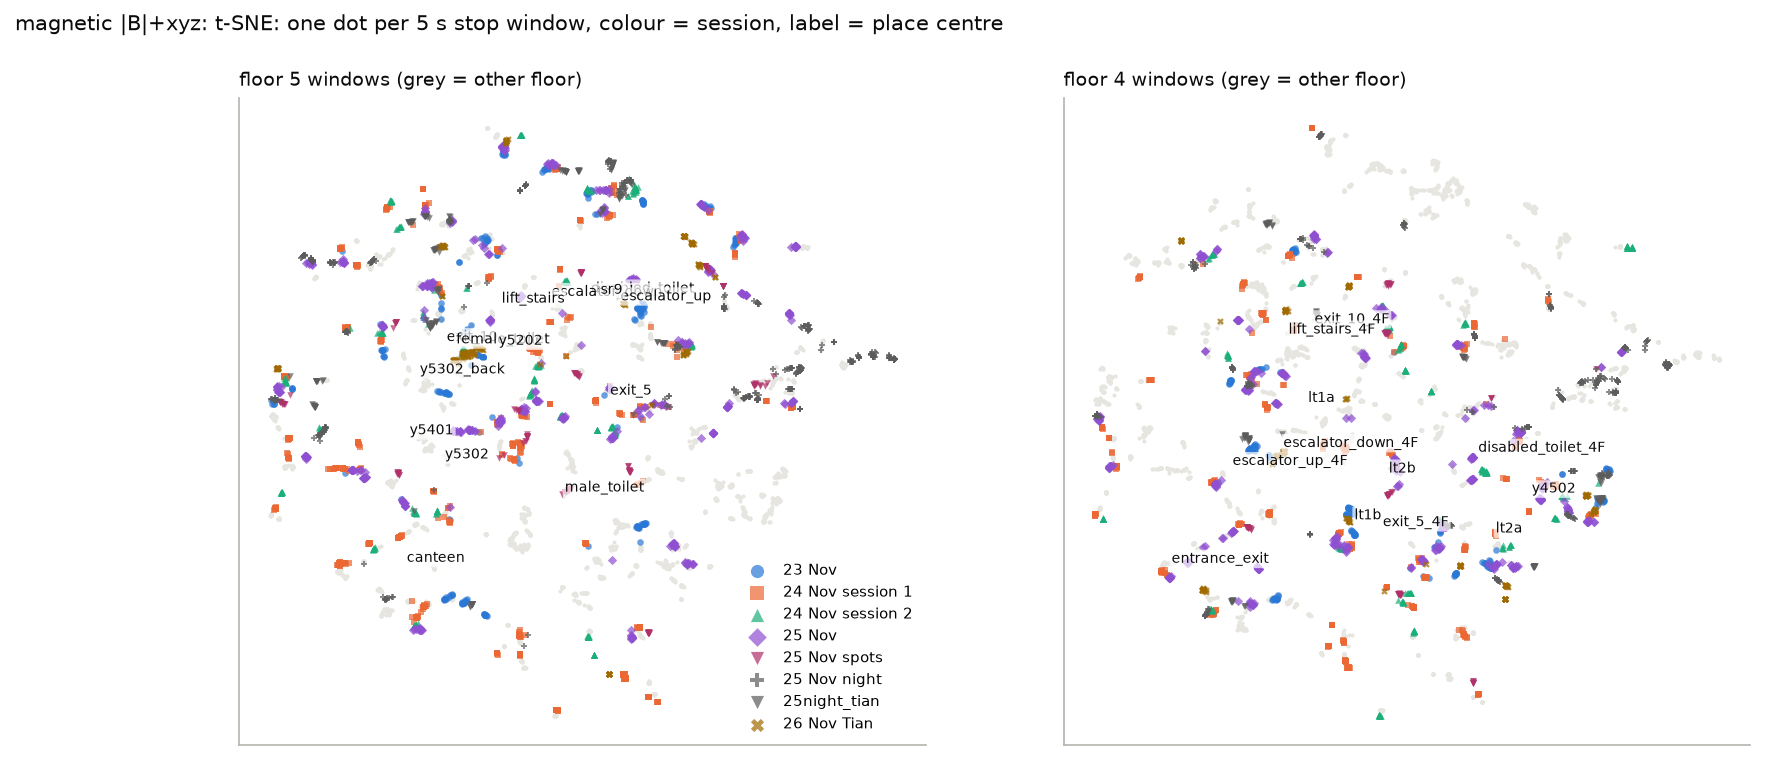 magnetic |B|+xyz: t-SNE: one dot per 5 s stop window, colour = session, label = place centre
floor 5 windows (grey = other floor)
floor 4 windows (grey = other floor)
lift_stairs
escalator_up
y5202
y5302_back
exit_5
y5401
y5302
male_toilet
canteen
23 Nov
24 Nov session 1
24 Nov session 2
25 Nov
25 Nov spots
25 Nov night
25night_tian
26 Nov Tian
exit_10_4F
lift_stairs_4F
lt1a
escalator_down_4F
disabled_toilet_4F
escalator_up_4F
lt2b
y4502
lt1b
exit_5_4F
lt2a
entrance_exit